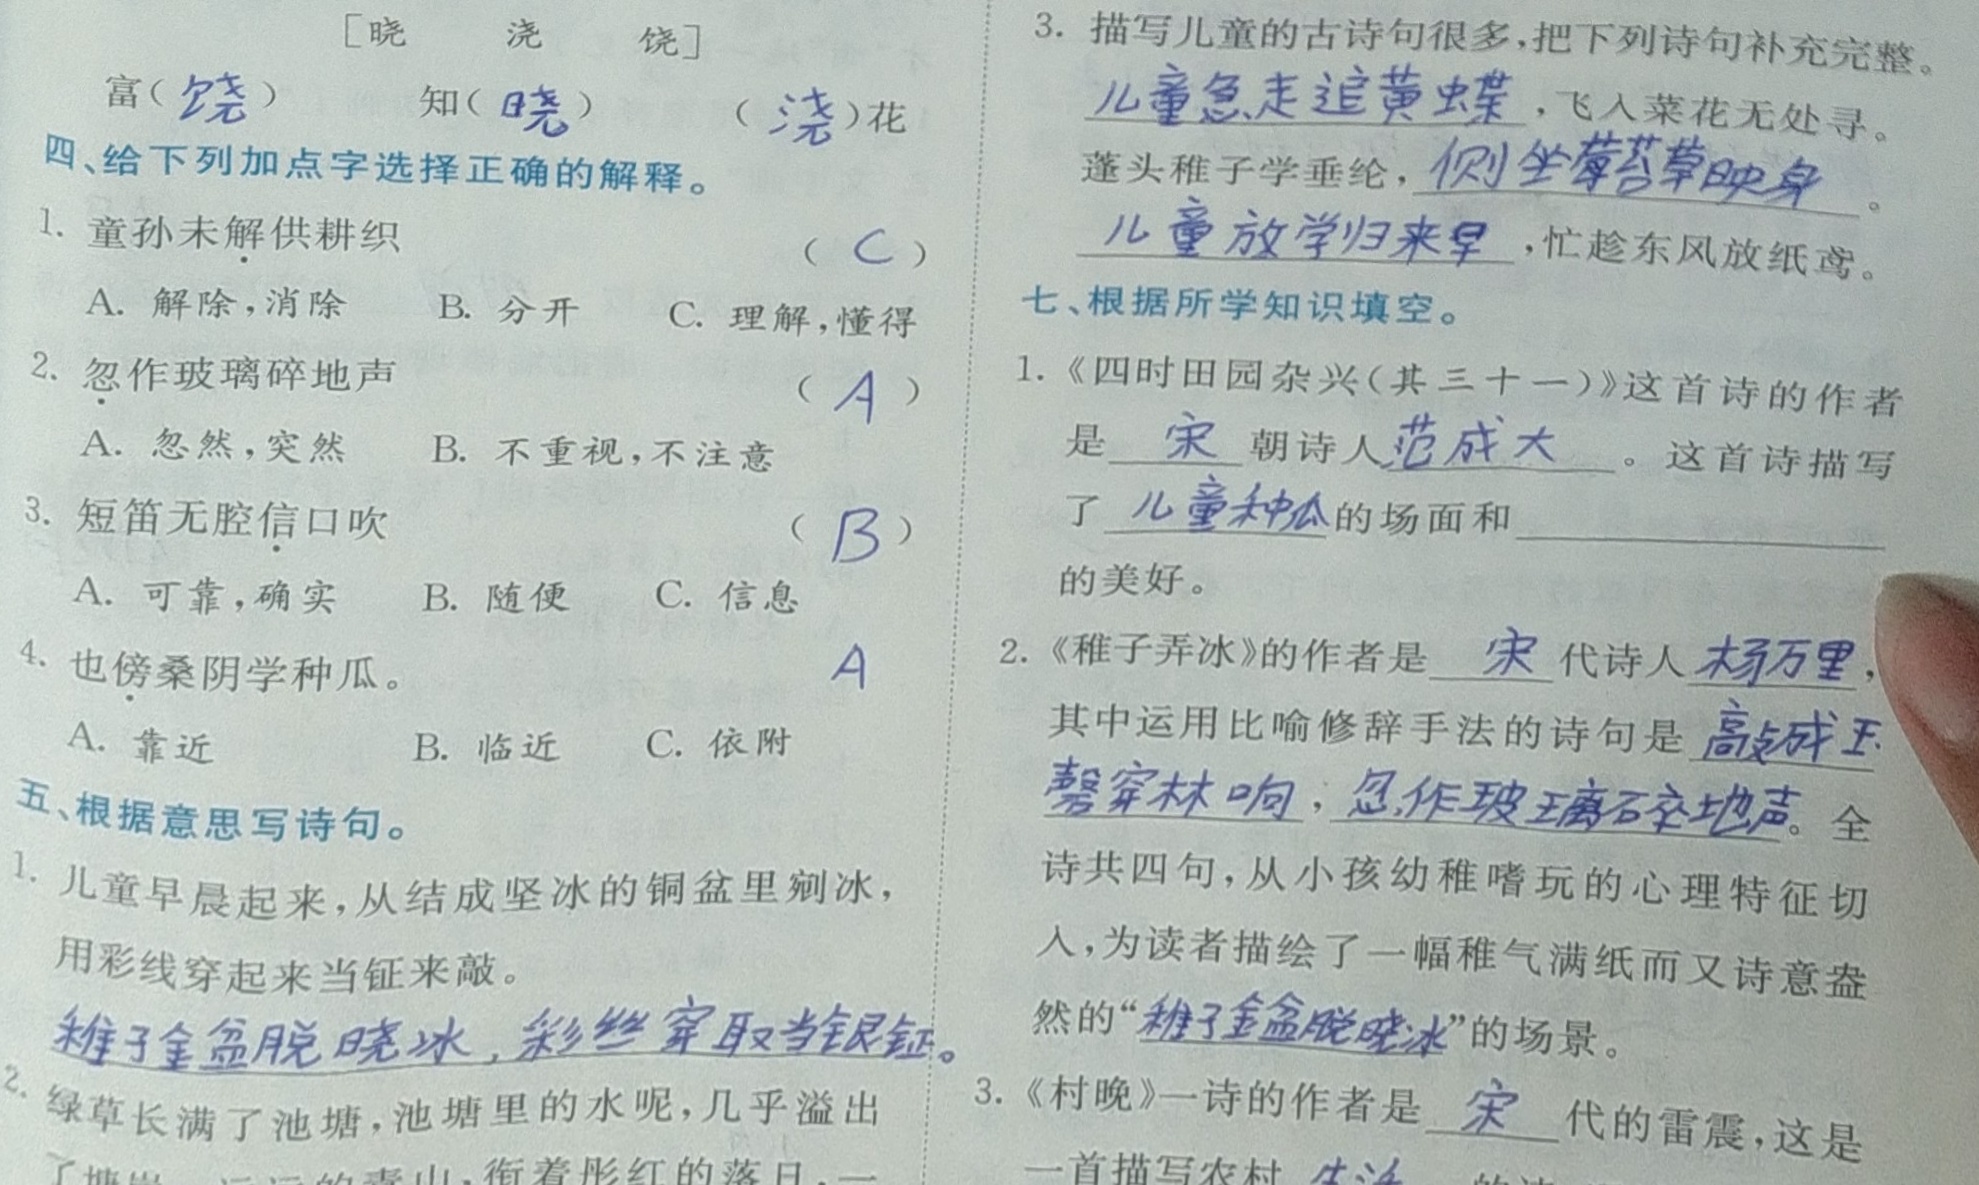 [晓 浇 饶]
富(饶) 知(晓) (浇)花
四、给下列加点字选择正确的解释。
1. 童孙未解供耕织 (C)
A. 解除,消除 B. 分开 C. 理解,懂得
2. 忽作玻璃碎地声 (A)
A. 忽然,突然 B. 不重视,不注意
3. 短笛无腔信口吹 (B)
A. 可靠,确实 B. 随便 C. 信息
4. 也傍桑阴学种瓜。 A
A. 靠近 B. 临近 C. 依附
五、根据意思写诗句。
1. 儿童早晨起来,从结成坚冰的铜盆里剜冰,
用彩线穿起来当钲来敲。
稚子金盆脱晓冰,彩丝穿取当银钲。
2. 绿草长满了池塘,池塘里的水呢,几乎溢出
了塘岸。远远的青山,衔着彤红的落日,一
3. 描写儿童的古诗句很多,把下列诗句补充完整。
儿童急走追黄蝶,飞入菜花无处寻。
蓬头稚子学垂纶,侧坐莓苔草映身。
儿童放学归来早,忙趁东风放纸鸢。
七、根据所学知识填空。
1.《四时田园杂兴(其三十一)》这首诗的作者
是 宋 朝诗人范成大。这首诗描写
了 儿童种瓜的场面和
的美好。
2.《稚子弄冰》的作者是 宋 代诗人杨万里,
其中运用比喻修辞手法的诗句是 敲成玉
磬穿林响,忽作玻璃碎地声。全
诗共四句,从小孩幼稚嗜玩的心理特征切
入,为读者描绘了一幅稚气满纸而又诗意盎
然的“稚子金盆脱晓冰”的场景。
3.《村晚》一诗的作者是 宋 代的雷震,这是
一首描写农村 生活 的诗